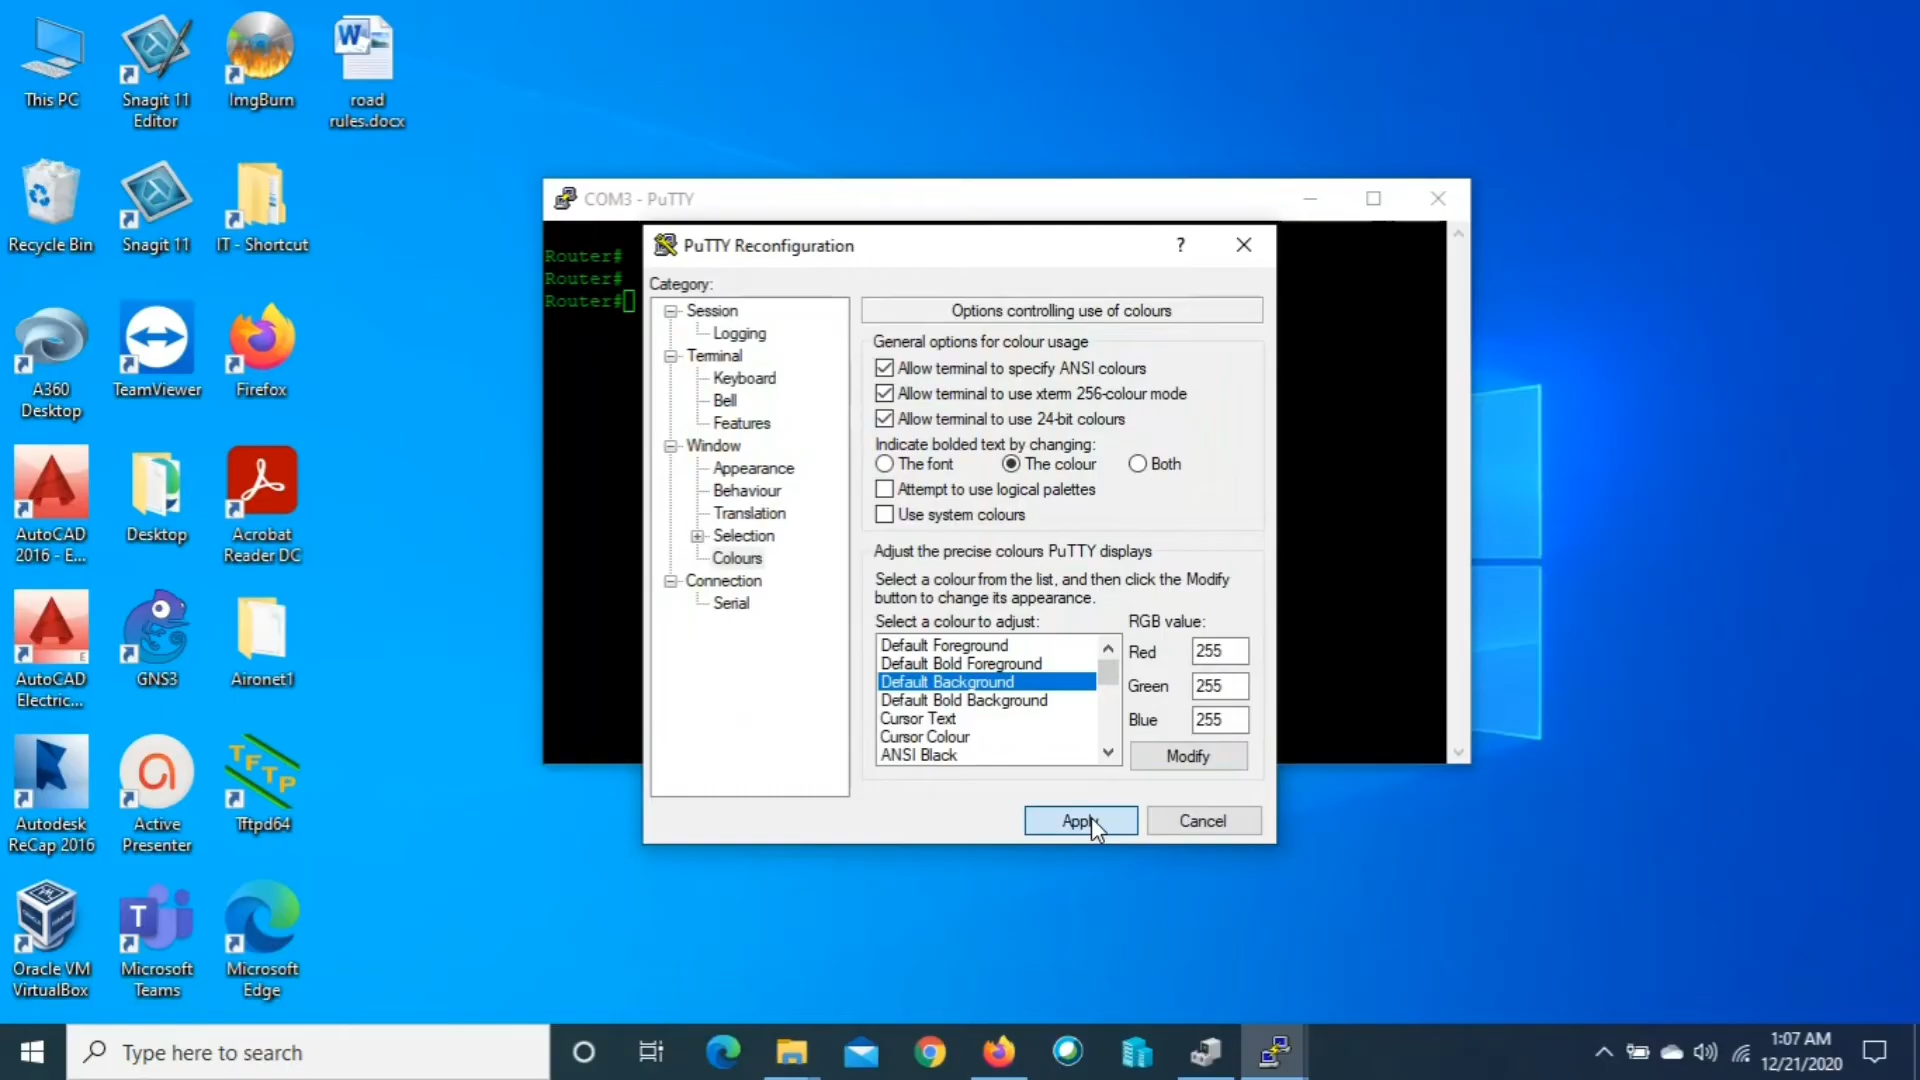 This PC
Snagit 11
Editor
ImgBurn
road
rules.docx
Recycle Bin
Snagit 11
IT - Shortcut
A360
Desktop
TeamViewer
Firefox
AutoCAD
2016 - E...
Desktop
Acrobat
Reader DC
AutoCAD
Electric...
GNS3
Aironet1
Autodesk
ReCap 2016
Active
Presenter
TFTP
Tftpd64
Oracle VM
VirtualBox
Microsoft
Teams
Microsoft
Edge
COM3 - PuTTY
Router#
Router#
Router#
PuTTY Reconfiguration
?
Category:
Session
Logging
Terminal
Keyboard
Bell
Features
Window
Appearance
Behaviour
Translation
Selection
Colours
Connection
Serial
Options controlling use of colours
General options for colour usage
Allow terminal to specify ANSI colours
Allow terminal to use xterm 256-colour mode
Allow terminal to use 24-bit colours
Indicate bolded text by changing:
The font The colour Both
Attempt to use logical palettes
Use system colours
Adjust the precise colours PuTTY displays
Select a colour from the list, and then click the Modify
button to change its appearance.
Select a colour to adjust:
Default Foreground
Default Bold Foreground
Default Background
Default Bold Background
Cursor Text
Cursor Colour
ANSI Black
RGB value:
Red 255
Green 255
Blue 255
Modify
Apply
Cancel
Type here to search
1:07 AM
12/21/2020